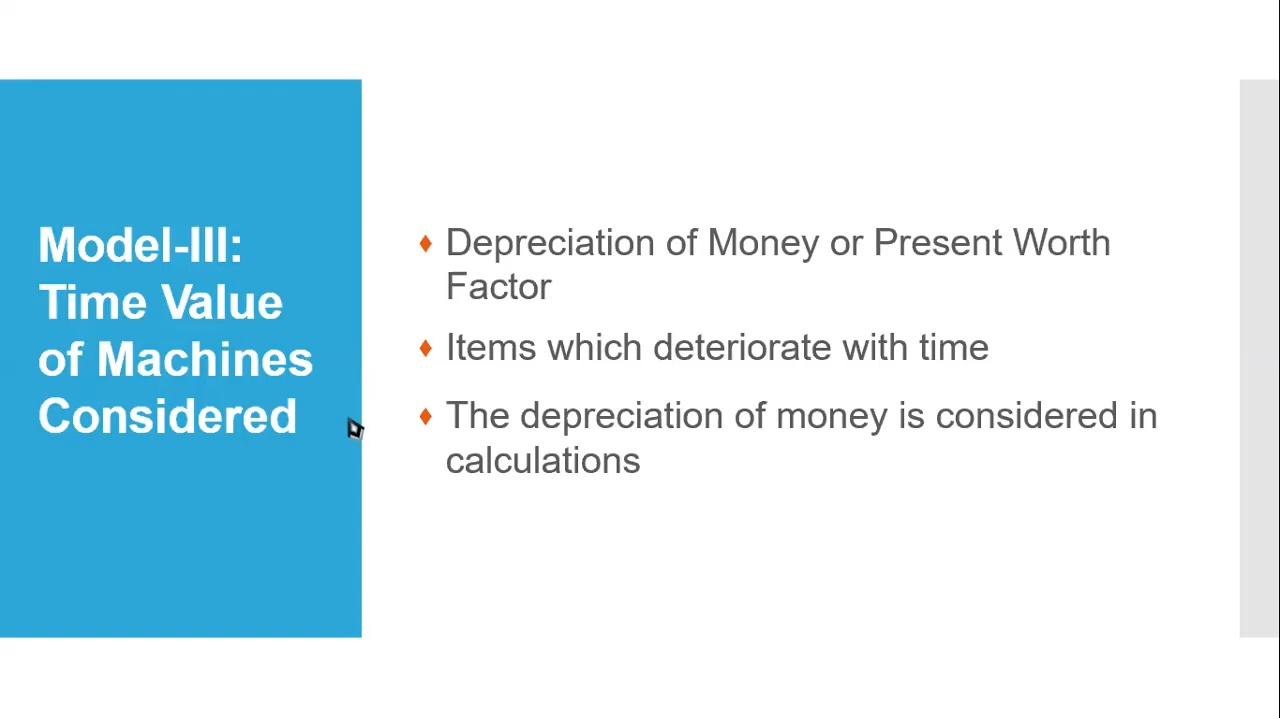 Model-III:
Time Value
of Machines
Considered
Depreciation of Money or Present Worth
Factor
Items which deteriorate with time
The depreciation of money is considered in
calculations